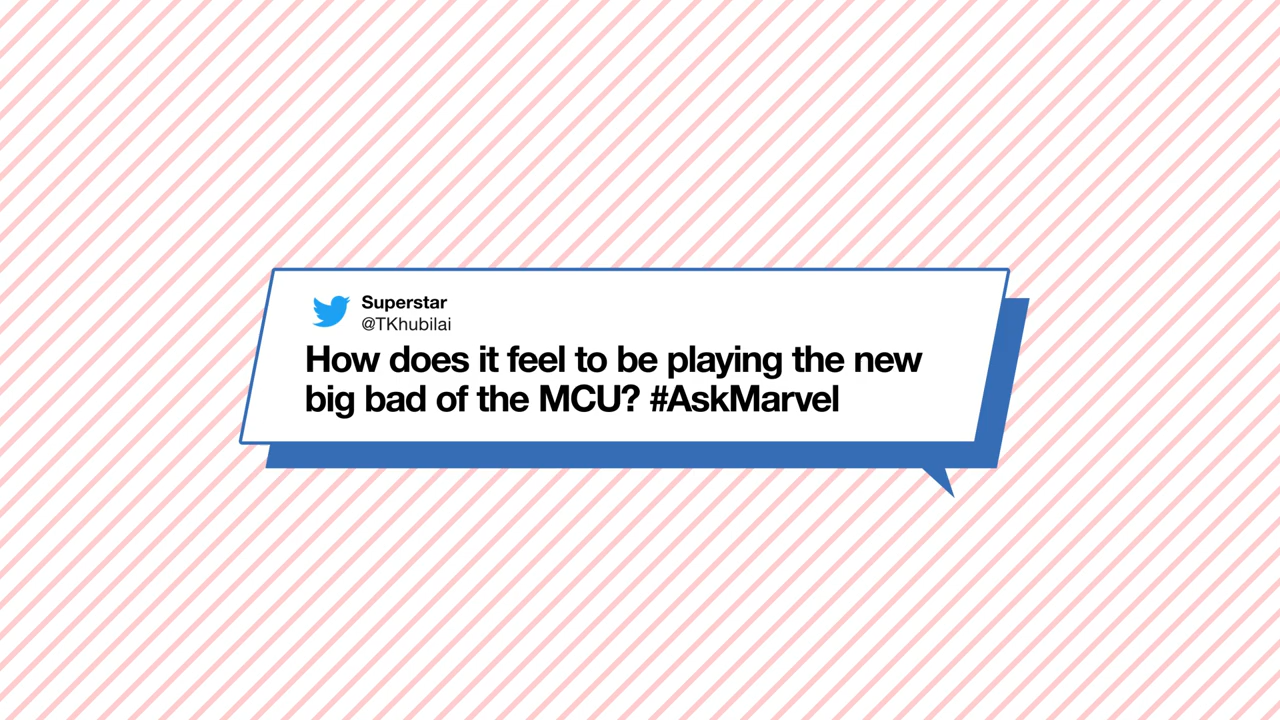 Superstar
@TKhubilai
How does it feel to be playing the new
big bad of the MCU? #AskMarvel